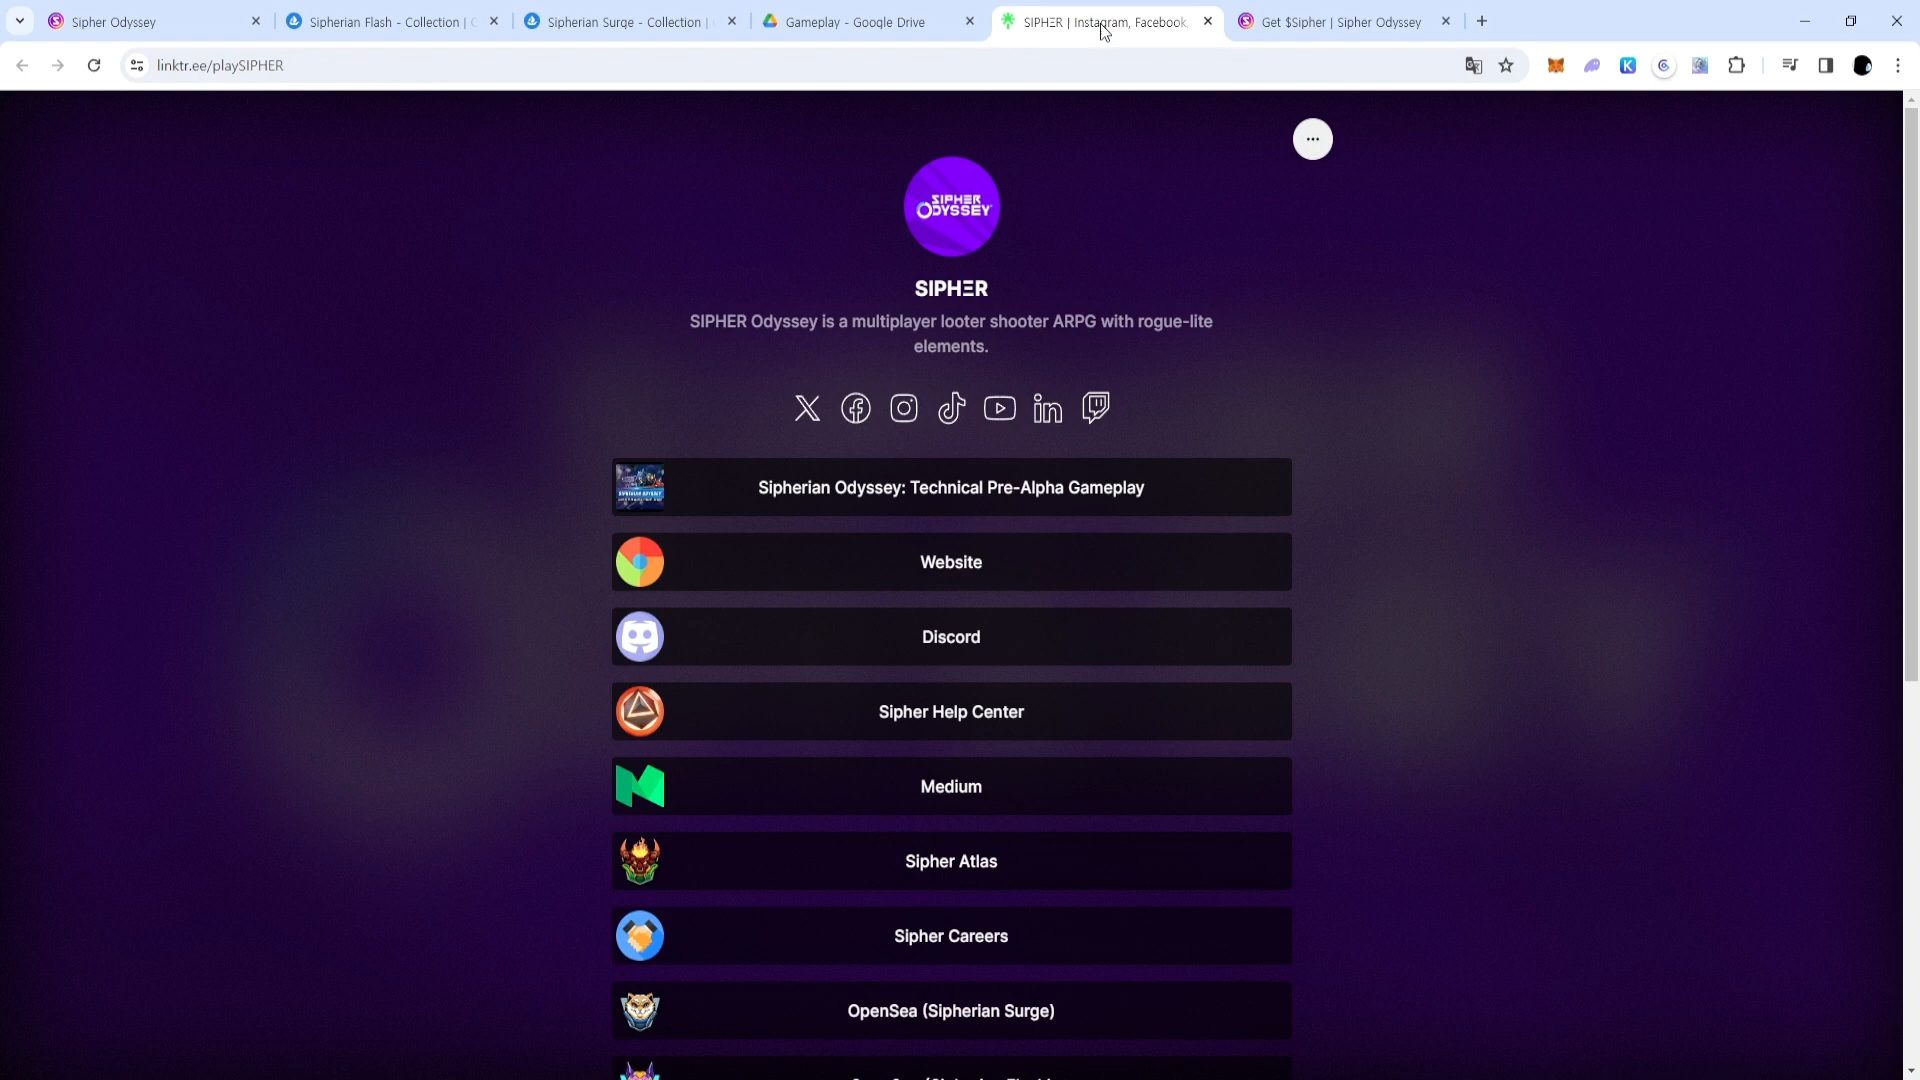 Sipher Odyssey
Sipherian Flash - Collection |
Sipherian Surge - Collection |
Gameplay - Google Drive
SIPHER | Instagram, Facebook,
Get $Sipher | Sipher Odyssey
linktr.ee/playSIPHER
SIPHER
ODYSSEY
SIPHΞR
SIPHER Odyssey is a multiplayer looter shooter ARPG with rogue-lite
elements.
Sipherian Odyssey: Technical Pre-Alpha Gameplay
Website
Discord
Sipher Help Center
Medium
Sipher Atlas
Sipher Careers
OpenSea (Sipherian Surge)